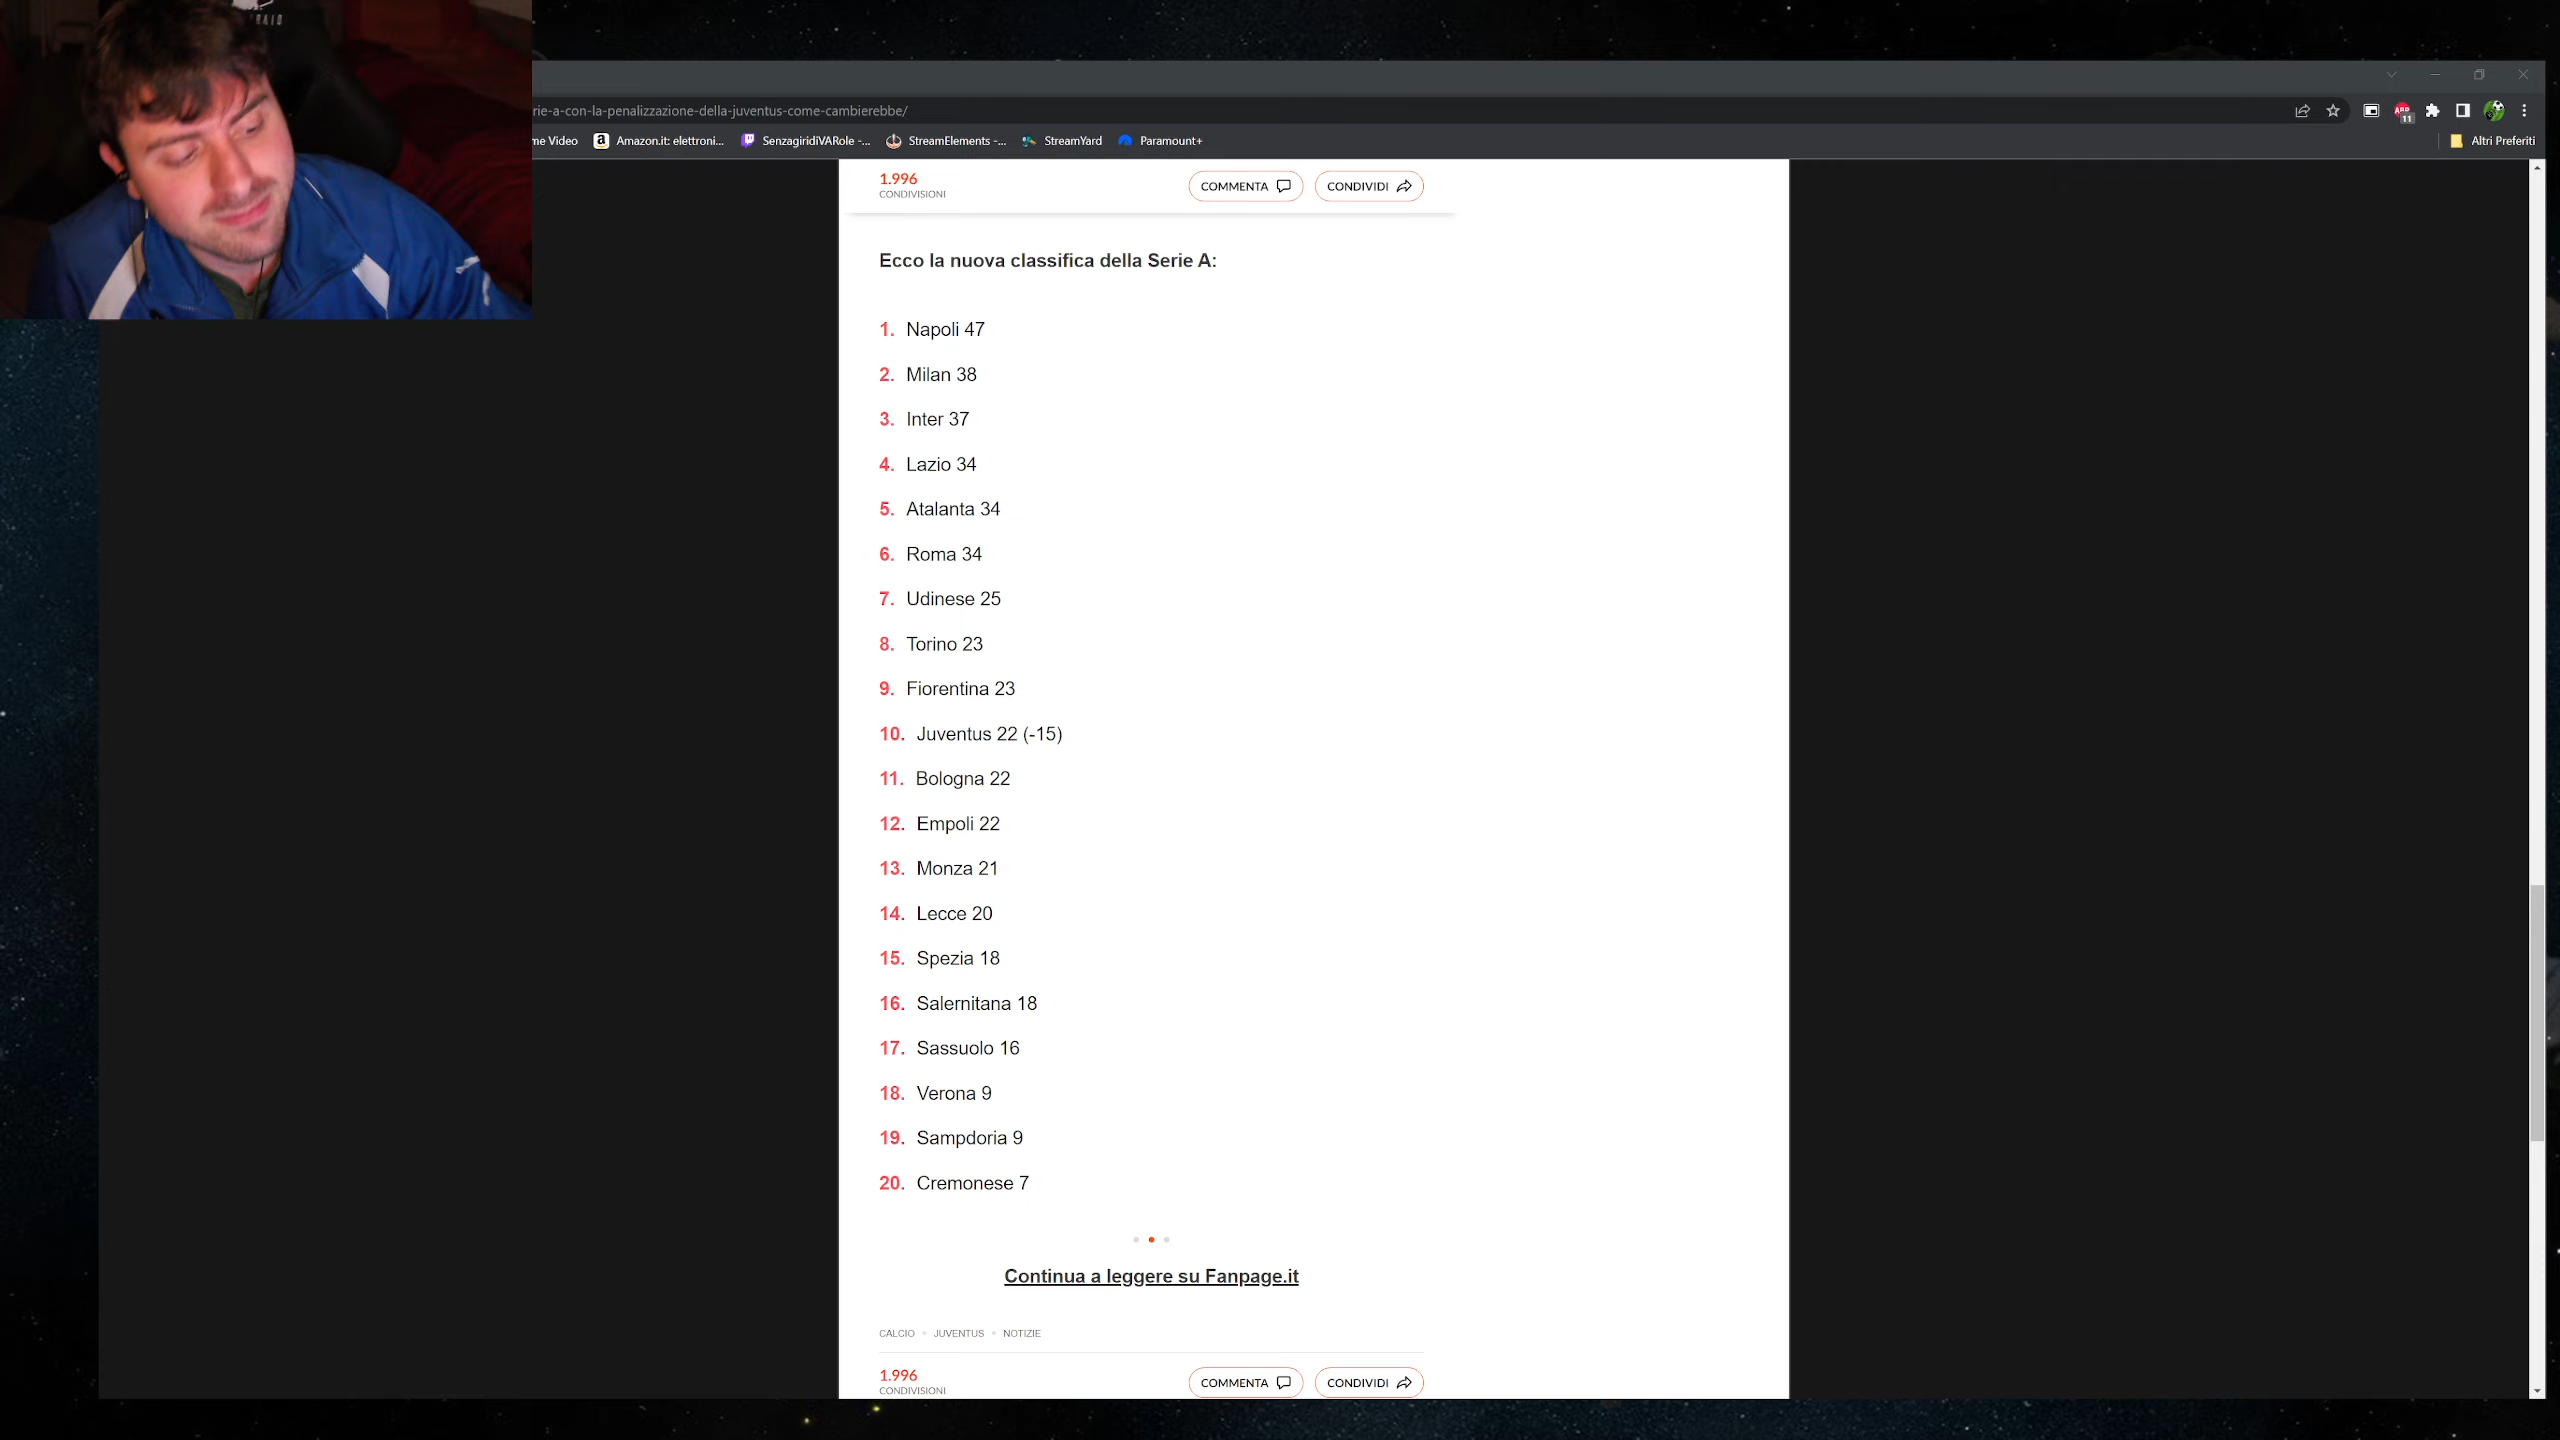 rie-a-con-la-penalizzazione-della-juventus-come-cambierebbe/
11
me Video
Amazon.it: elettroni...
SenzagiridiVARole -...
StreamElements -...
StreamYard
Paramount+
Altri Preferiti
1.996
CONDIVISIONI
COMMENTA
CONDIVIDI
Ecco la nuova classifica della Serie A:
1. Napoli 47
2. Milan 38
3. Inter 37
4. Lazio 34
5. Atalanta 34
6. Roma 34
7. Udinese 25
8. Torino 23
9. Fiorentina 23
10. Juventus 22 (-15)
11. Bologna 22
12. Empoli 22
13. Monza 21
14. Lecce 20
15. Spezia 18
16. Salernitana 18
17. Sassuolo 16
18. Verona 9
19. Sampdoria 9
20. Cremonese 7
Continua a leggere su Fanpage.it
CALCIO • JUVENTUS • NOTIZIE
1.996
CONDIVISIONI
COMMENTA
CONDIVIDI